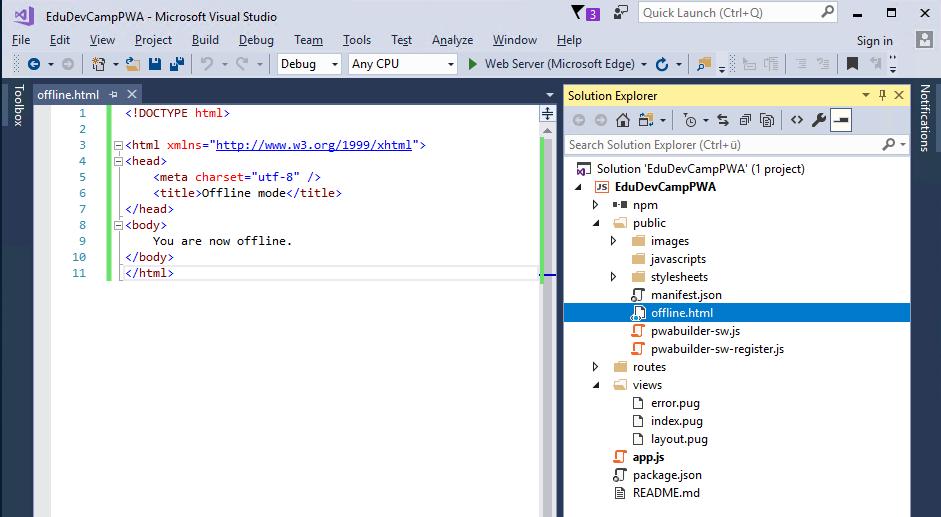 EduDevCampPWA - Microsoft Visual Studio
3
Quick Launch (Ctrl+Q)
File Edit View Project Build Debug Team Tools Test Analyze Window Help
Sign in
Debug Any CPU Web Server (Microsoft Edge)
Toolbox
offline.html
1 <!DOCTYPE html>
2
3 <html xmlns="http://www.w3.org/1999/xhtml">
4 <head>
5 <meta charset="utf-8" />
6 <title>Offline mode</title>
7 </head>
8 <body>
9 You are now offline.
10 </body>
11 </html>
Solution Explorer
Search Solution Explorer (Ctrl+ü)
Solution 'EduDevCampPWA' (1 project)
JS EduDevCampPWA
npm
public
images
javascripts
stylesheets
manifest.json
offline.html
pwabuilder-sw.js
pwabuilder-sw-register.js
routes
views
error.pug
index.pug
layout.pug
app.js
package.json
README.md
Notifications